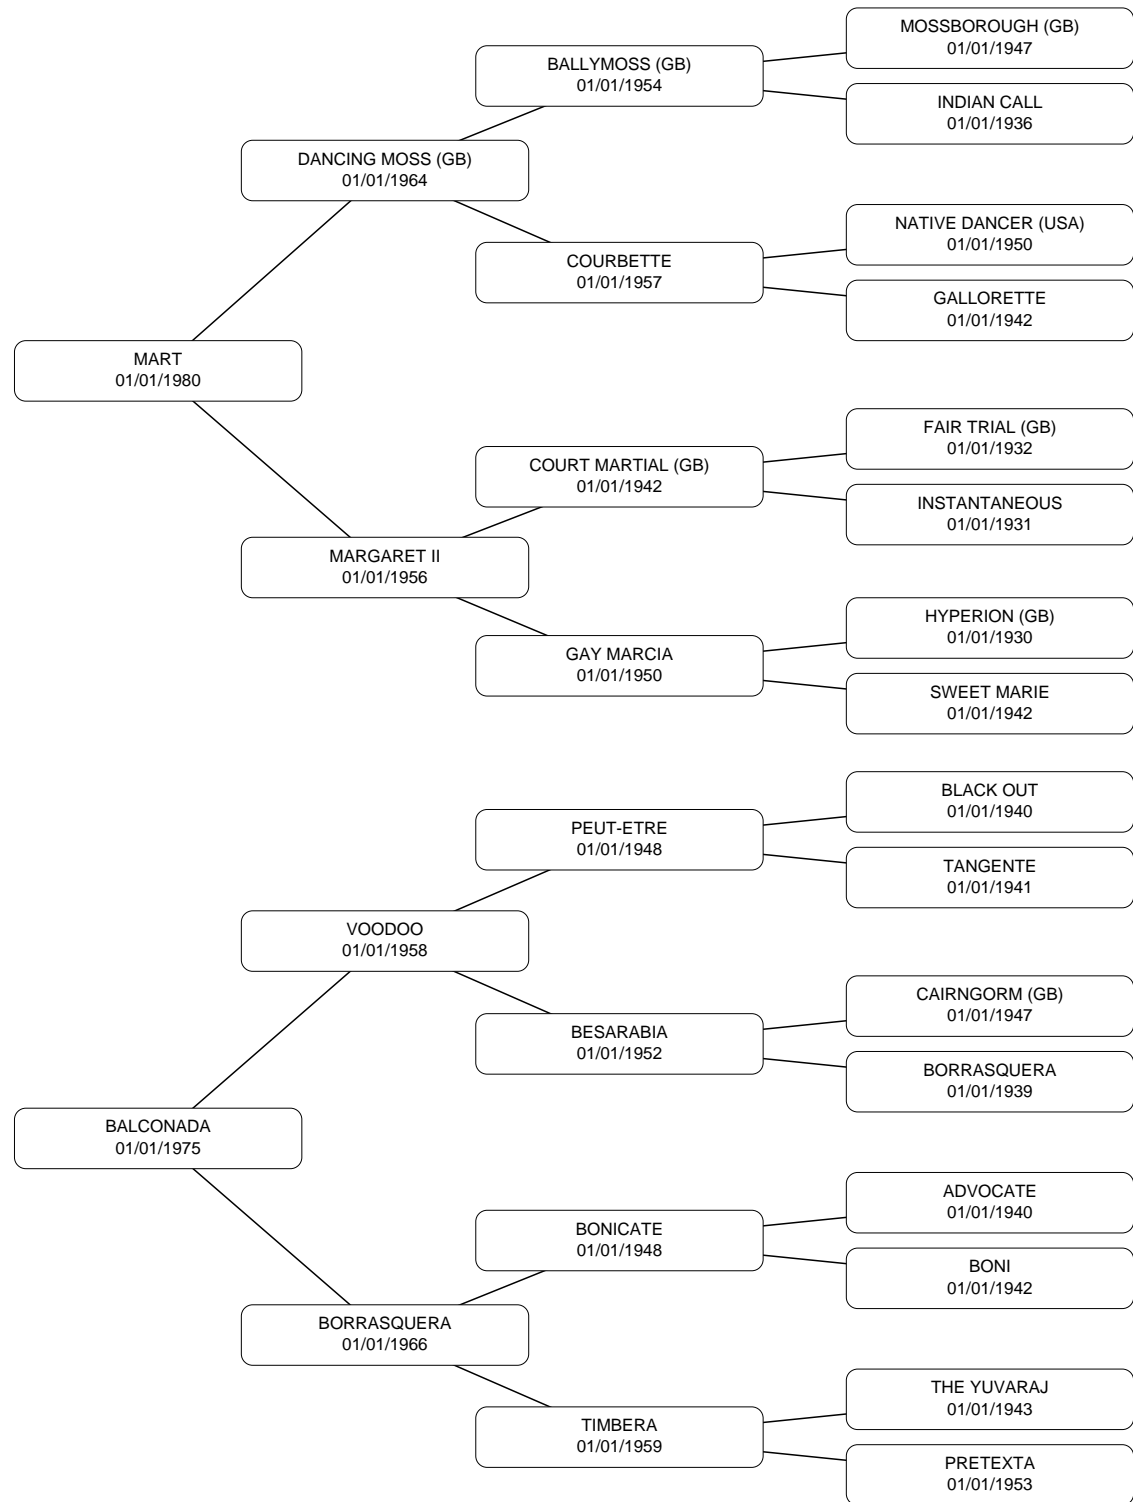 MOSSBOROUGH (GB)
01/01/1947
BALLYMOSS (GB)
01/01/1954
INDIAN CALL
01/01/1936
DANCING MOSS (GB)
01/01/1964
NATIVE DANCER (USA)
01/01/1950
COURBETTE
01/01/1957
GALLORETTE
01/01/1942
MART
01/01/1980
FAIR TRIAL (GB)
01/01/1932
COURT MARTIAL (GB)
01/01/1942
INSTANTANEOUS
01/01/1931
MARGARET II
01/01/1956
HYPERION (GB)
01/01/1930
GAY MARCIA
01/01/1950
SWEET MARIE
01/01/1942
BLACK OUT
01/01/1940
PEUT-ETRE
01/01/1948
TANGENTE
01/01/1941
VOODOO
01/01/1958
CAIRNGORM (GB)
01/01/1947
BESARABIA
01/01/1952
BORRASQUERA
01/01/1939
BALCONADA
01/01/1975
ADVOCATE
01/01/1940
BONICATE
01/01/1948
BONI
01/01/1942
BORRASQUERA
01/01/1966
THE YUVARAJ
01/01/1943
TIMBERA
01/01/1959
PRETEXTA
01/01/1953